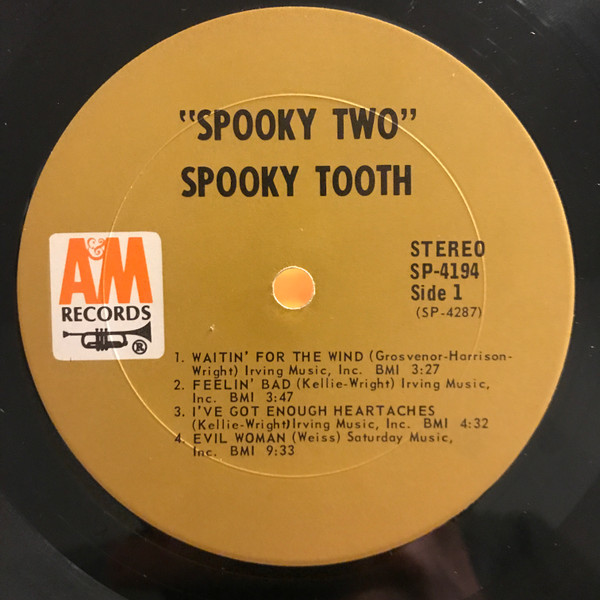 "SPOOKY TWO"
SPOOKY TOOTH
A&M
RECORDS
®
STEREO
SP-4194
Side 1
(SP-4287)
1. WAITIN' FOR THE WIND (Grosvenor-Harrison-
Wright) Irving Music, Inc. BMI 3:27
2. FEELIN' BAD (Kellie-Wright) Irving Music,
Inc. BMI 3:47
3. I'VE GOT ENOUGH HEARTACHES
(Kellie-Wright)Irving Music, Inc. BMI 4:32
4. EVIL WOMAN (Weiss) Saturday Music,
Inc. BMI 9:33